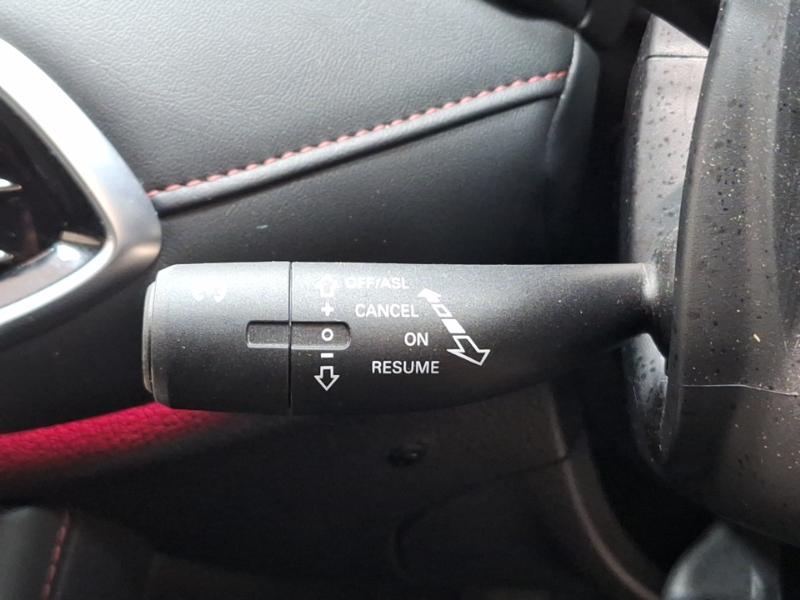 OFF/ASL
+ CANCEL
O ON
− RESUME